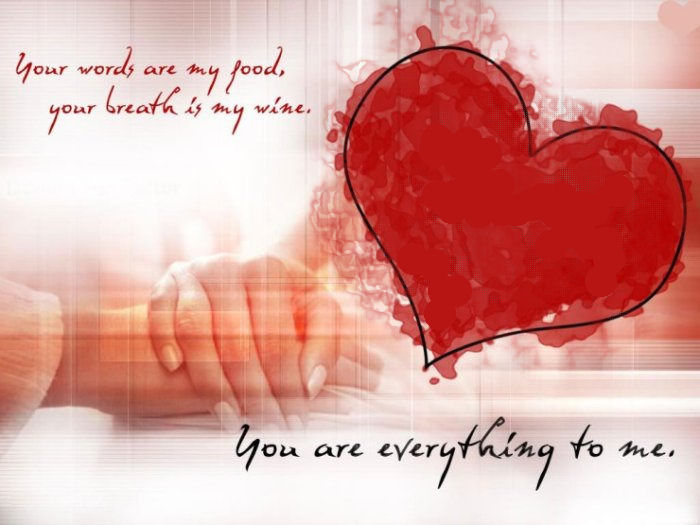 Your words are my food,
your breath is my wine.
You are everything to me.